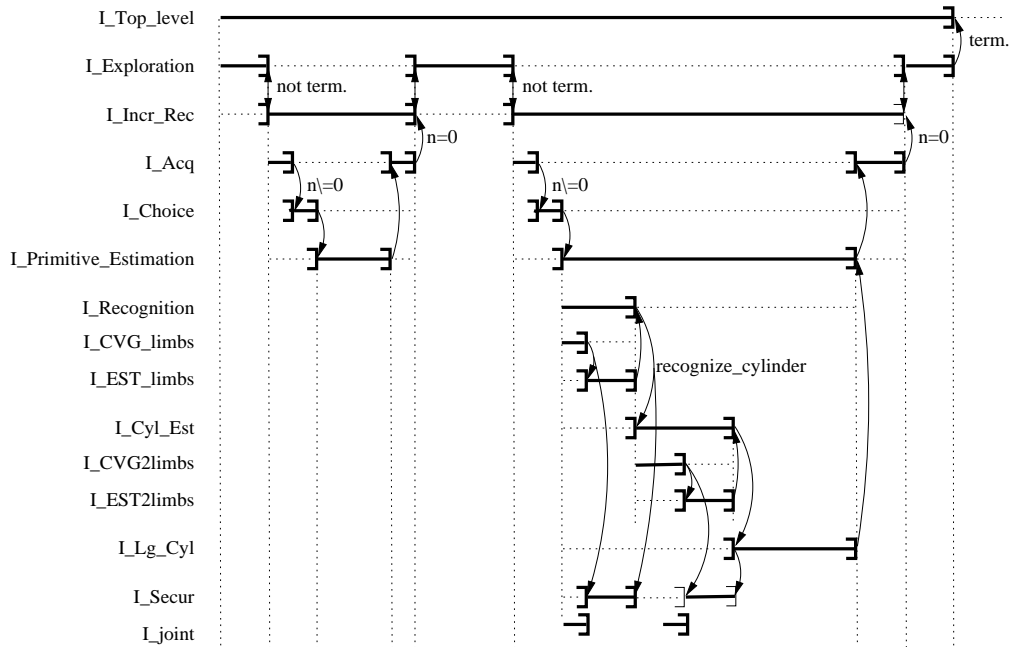 I_Top_level
term.
I_Exploration
not term.
not term.
I_Incr_Rec
n=0
n=0
I_Acq
n\=0
n\=0
I_Choice
I_Primitive_Estimation
I_Recognition
I_CVG_limbs
recognize_cylinder
I_EST_limbs
I_Cyl_Est
I_CVG2limbs
I_EST2limbs
I_Lg_Cyl
I_Secur
I_joint